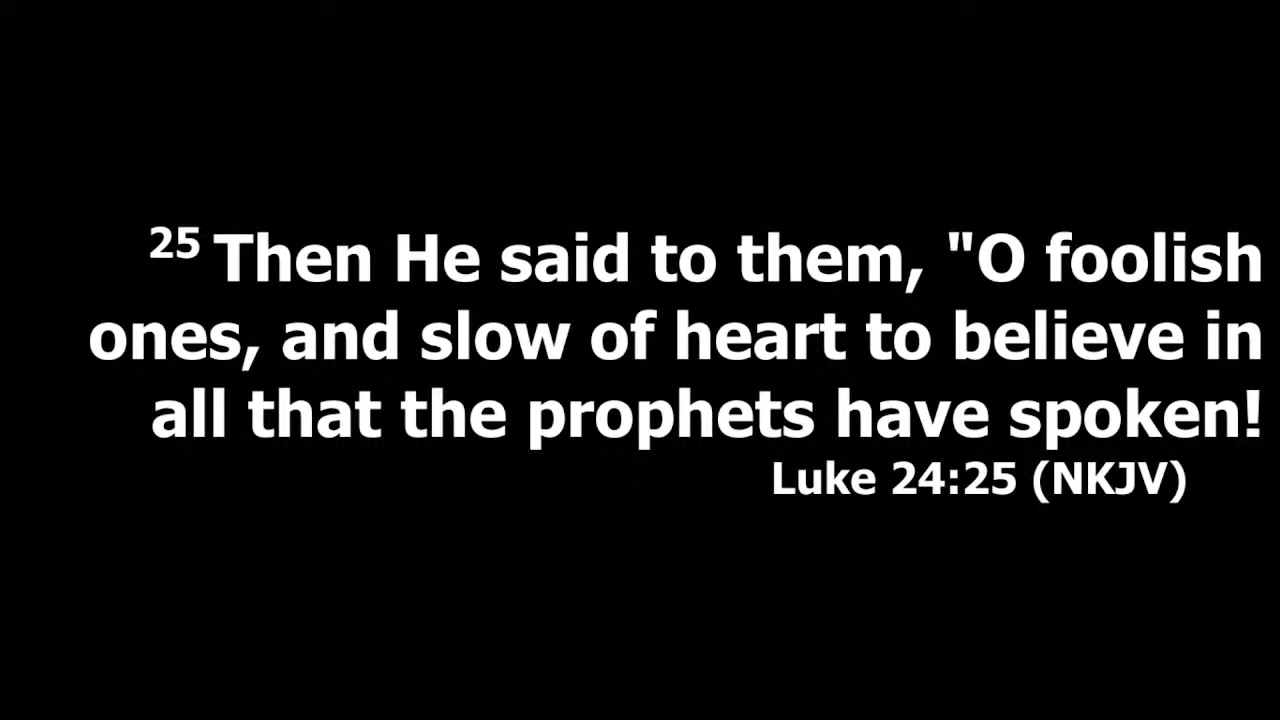 25 Then He said to them, "O foolish
ones, and slow of heart to believe in
all that the prophets have spoken!
Luke 24:25 (NKJV)